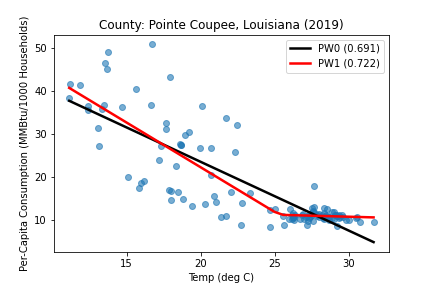 County: Pointe Coupee, Louisiana (2019)
Per-Capita Consumption (MMBtu/1000 Households)
50
40
30
20
10
PW0 (0.691)
PW1 (0.722)
15
20
25
30
Temp (deg C)